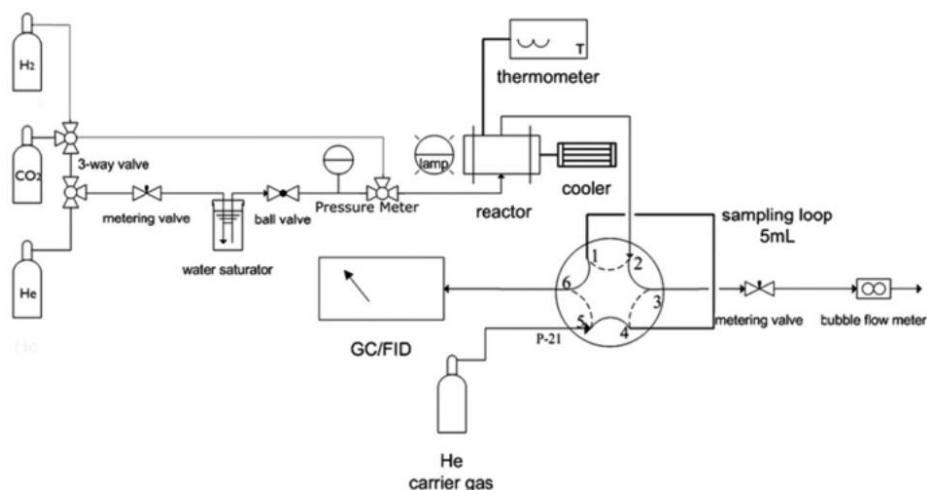 H2
T
thermometer
CO2
3-way valve
lamp
metering valve
ball valve
Pressure Meter
reactor
cooler
water saturator
sampling loop
5mL
He
1
2
6
3
5
4
P-21
metering valve
bubble flow meter
GC/FID
He
carrier gas